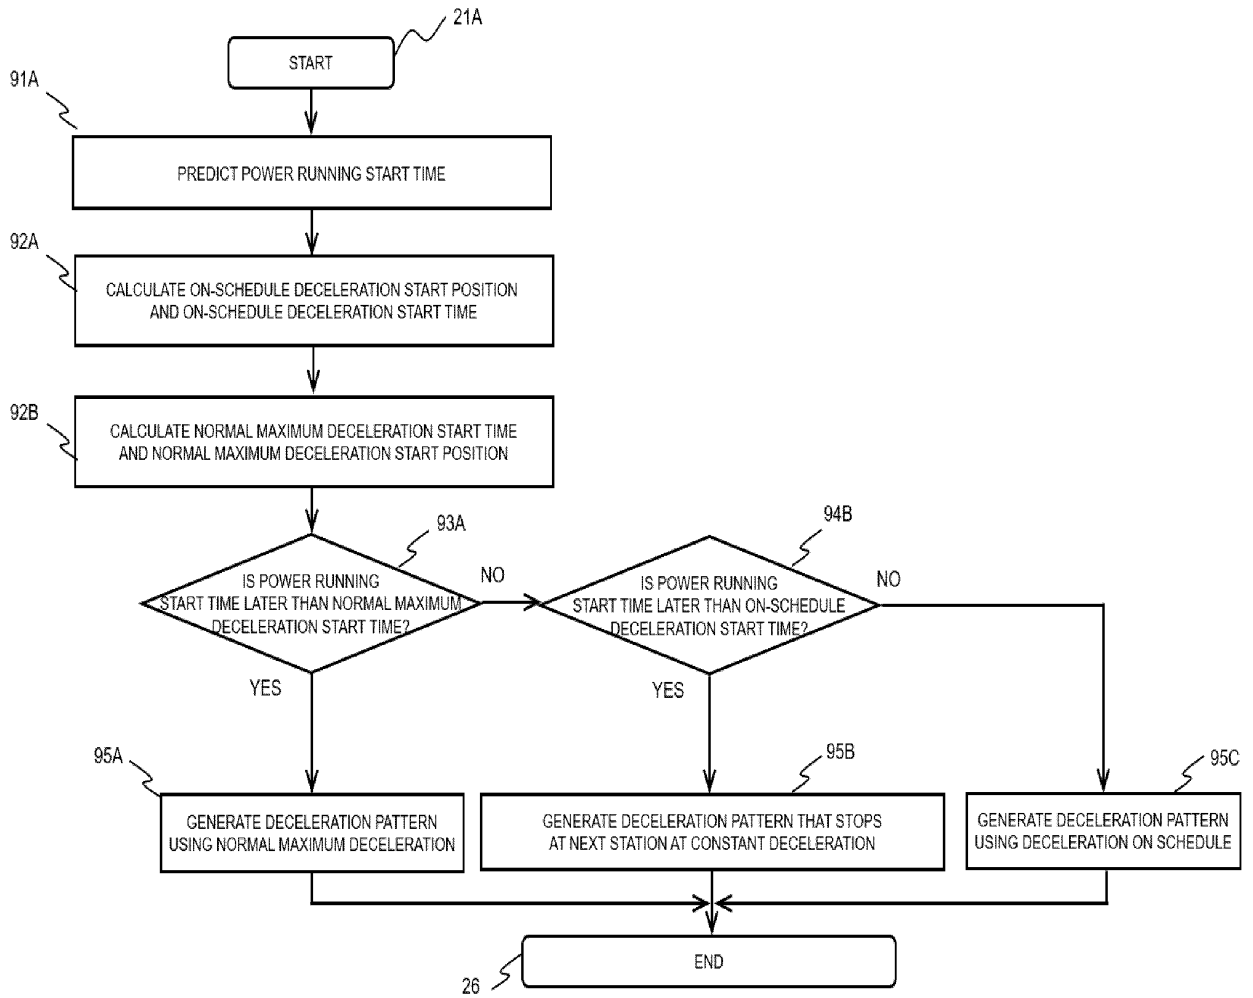 21A
START
91A
PREDICT POWER RUNNING START TIME
92A
CALCULATE ON-SCHEDULE DECELERATION START POSITION
AND ON-SCHEDULE DECELERATION START TIME
92B
CALCULATE NORMAL MAXIMUM DECELERATION START TIME
AND NORMAL MAXIMUM DECELERATION START POSITION
93A
IS POWER RUNNING
START TIME LATER THAN NORMAL MAXIMUM
DECELERATION START TIME?
NO
YES
94B
IS POWER RUNNING
START TIME LATER THAN ON-SCHEDULE
DECELERATION START TIME?
NO
YES
95A
GENERATE DECELERATION PATTERN
USING NORMAL MAXIMUM DECELERATION
95B
GENERATE DECELERATION PATTERN THAT STOPS
AT NEXT STATION AT CONSTANT DECELERATION
95C
GENERATE DECELERATION PATTERN
USING DECELERATION ON SCHEDULE
END
26